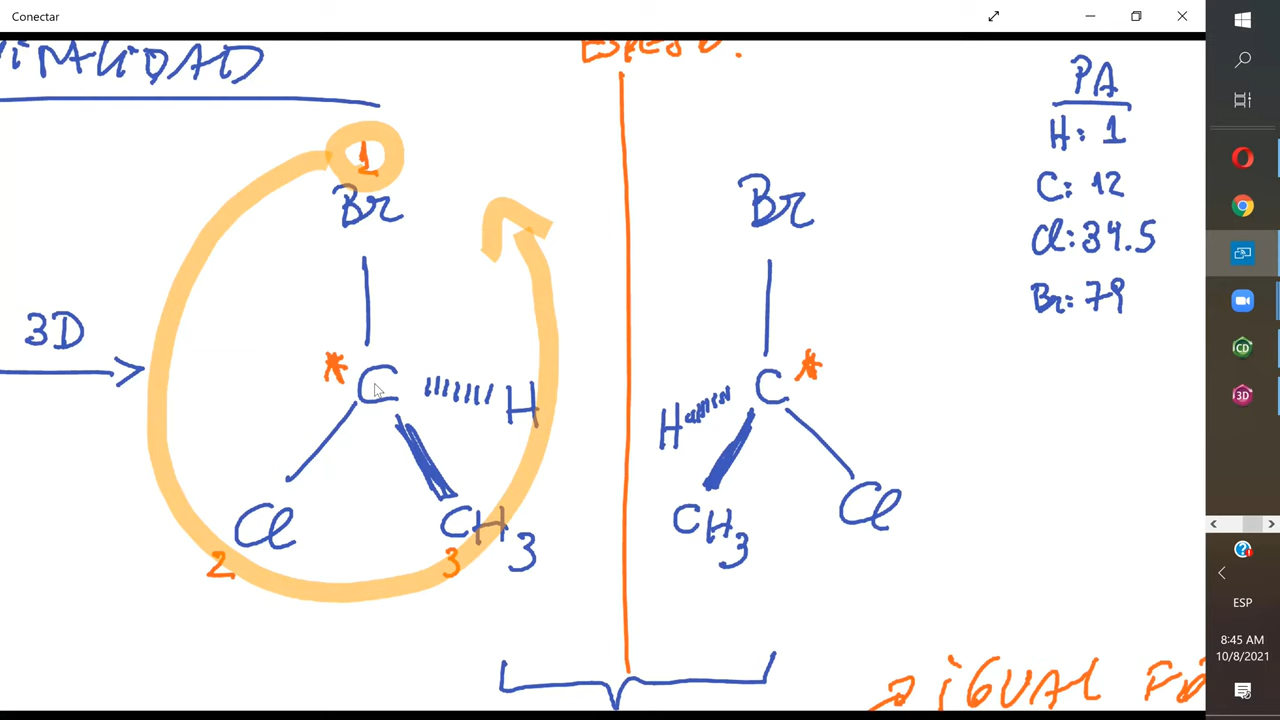 Conectar
ESPEJO.
PA
H: 1
C: 12
Cl: 34.5
Br: 79
1
Br
3D
* C H
Cl CH3
2 3
Br
H C *
CH3 Cl
IGUAL
ESP
8:45 AM
10/8/2021